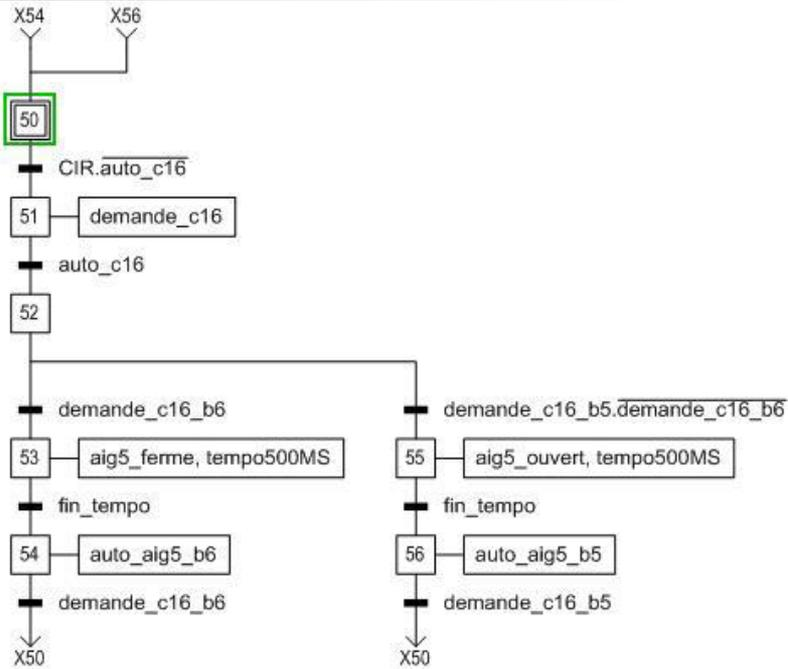 X54 X56
50
CIR.auto_c16
51 demande_c16
auto_c16
52
demande_c16_b6 demande_c16_b5.demande_c16_b6
53 aig5_ferme, tempo500MS 55 aig5_ouvert, tempo500MS
fin_tempo fin_tempo
54 auto_aig5_b6 56 auto_aig5_b5
demande_c16_b6 demande_c16_b5
X50 X50